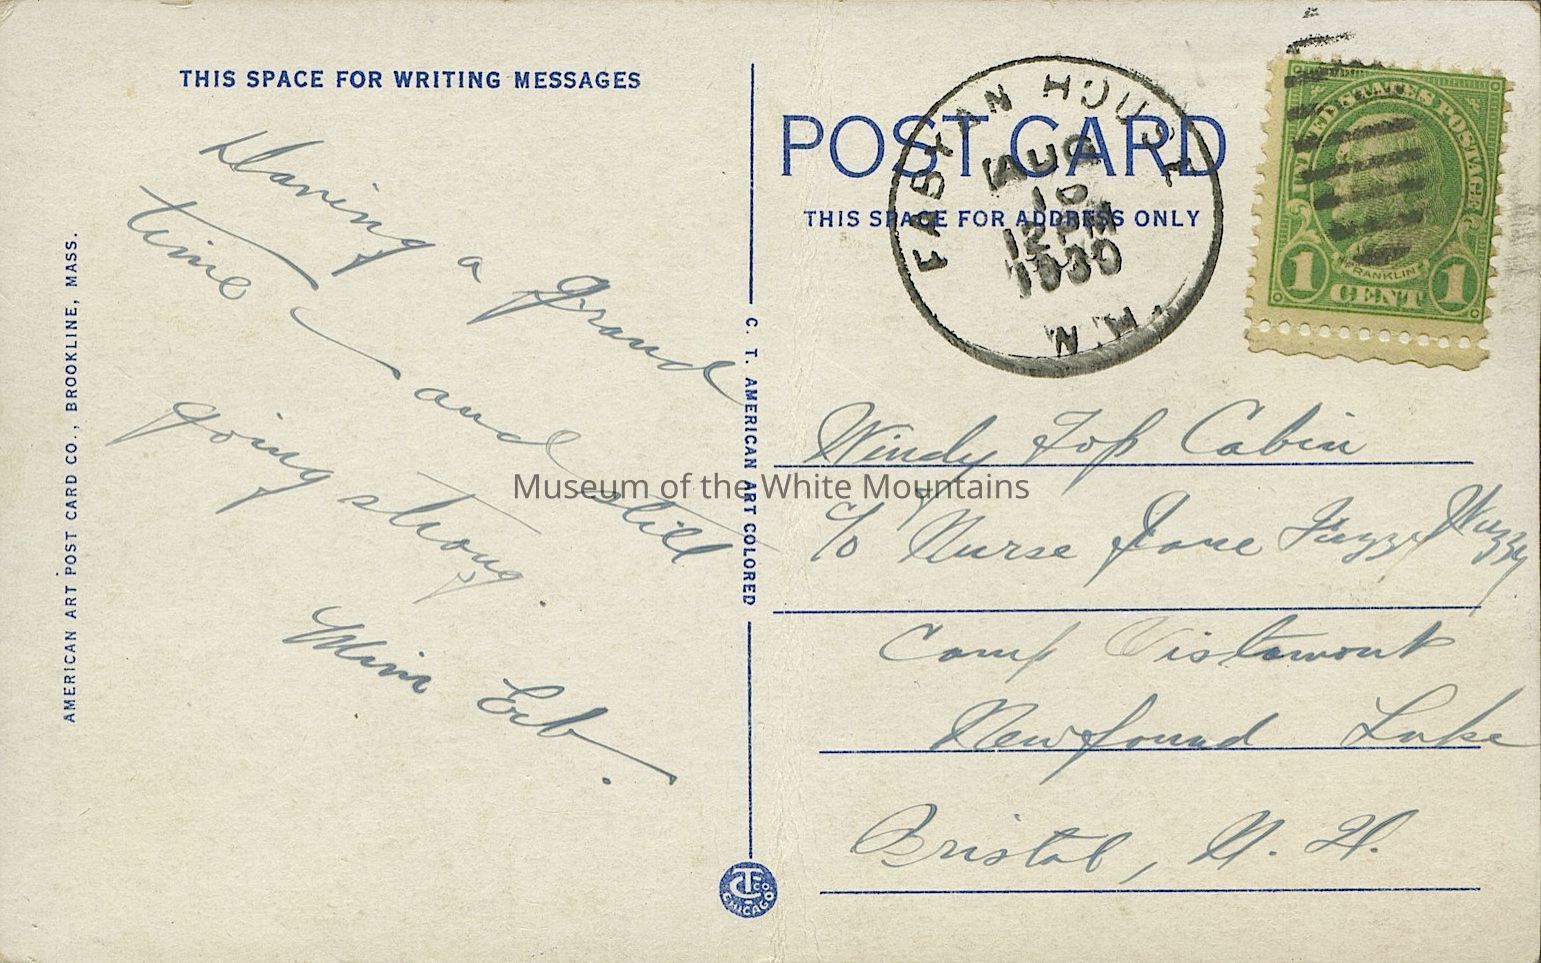 THIS SPACE FOR WRITING MESSAGES
Having a grand
time - and still
going strong.
Mim Erb.
AMERICAN ART POST CARD CO., BROOKLINE, MASS.
C. T. AMERICAN ART COLORED
POST CARD
THIS SPACE FOR ADDRESS ONLY
FABYAN HOUSE
AUG
10
12 PM
1930
N.H.
UNITED STATES POSTAGE
FRANKLIN
1 CENT 1
Windy Top Cabin
c/o Nurse Jane Fuzzy Wuzzy
Camp Vistamont
Newfound Lake
Bristol, N. H.
CHICAGO
Museum of the White Mountains